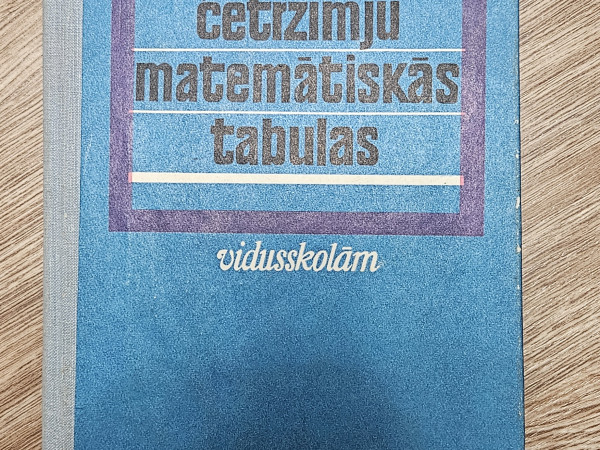 četrzīmju
matemātiskās
tabulas
vidusskolām